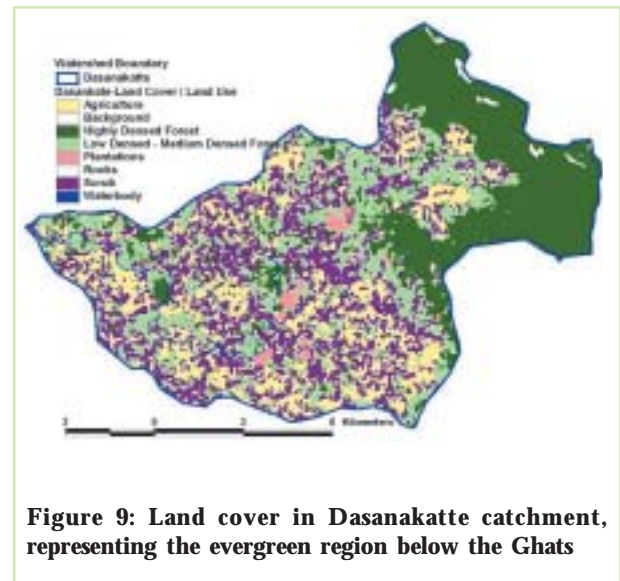 Watershed Boundary
Dasanakatte
Dasanakatte-Land Cover / Land Use
Agriculture
Background
Highly Densed Forest
Low Densed - Medium Densed Forest
Plantations
Rocks
Scrub
Waterbody
Kilometers
Figure 9: Land cover in Dasanakatte catchment,
representing the evergreen region below the Ghats